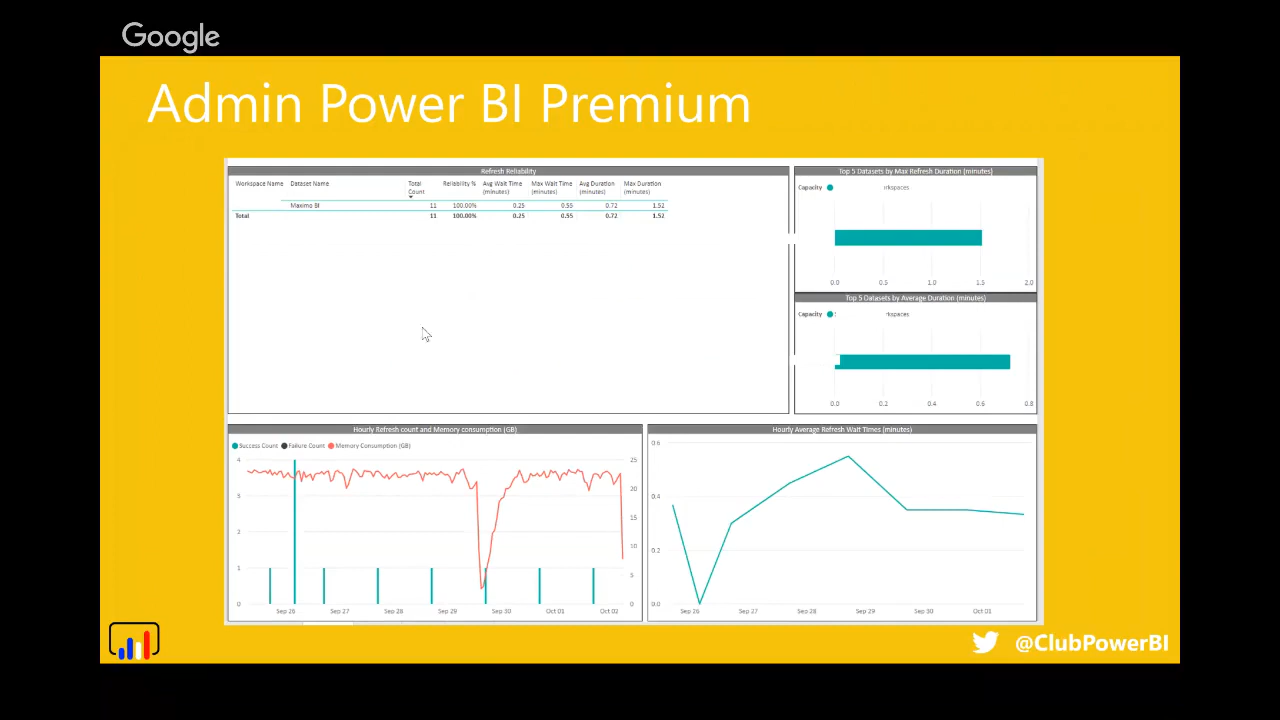 Google
Admin Power BI Premium
Refresh Reliability
Workspace Name Dataset Name Total Count Reliability % Avg Wait Time (minutes) Max Wait Time (minutes) Avg Duration (minutes) Max Duration (minutes)
Maximo BI 11 100.00% 0.25 0.55 0.72 1.52
Total 11 100.00% 0.25 0.55 0.72 1.52
Top 5 Datasets by Max Refresh Duration (minutes)
Capacity rkspaces
0.0 0.5 1.0 1.5 2.0
Top 5 Datasets by Average Duration (minutes)
Capacity rkspaces
0.0 0.2 0.4 0.6 0.8
Hourly Refresh count and Memory consumption (GB)
Success Count Failure Count Memory Consumption (GB)
4 25
20
3
15
2
10
1
5
0 0
Sep 26 Sep 27 Sep 28 Sep 29 Sep 30 Oct 01 Oct 02
Hourly Average Refresh Wait Times (minutes)
0.6
0.4
0.2
0.0
Sep 26 Sep 27 Sep 28 Sep 29 Sep 30 Oct 01
@ClubPowerBI